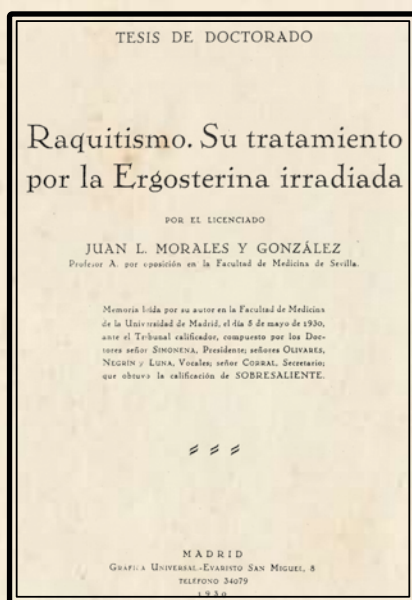 TESIS DE DOCTORADO
Raquitismo. Su tratamiento
por la Ergosterina irradiada
POR EL LICENCIADO
JUAN L. MORALES Y GONZÁLEZ
Profesor A. por oposición en la Facultad de Medicina de Sevilla.
Memoria leída por su autor en la Facultad de Medicina
de la Universidad de Madrid, el día 8 de mayo de 1930,
ante el Tribunal calificador, compuesto por los Doc-
tores señor SIMONENA, Presidente; señores OLIVARES,
NEGRIN y LUNA, Vocales; señor CORRAL, Secretario;
que obtuvo la calificación de SOBRESALIENTE.
MADRID
GRAFICA UNIVERSAL-EVARISTO SAN MIGUEL, 8
TELÉFONO 34079
1930